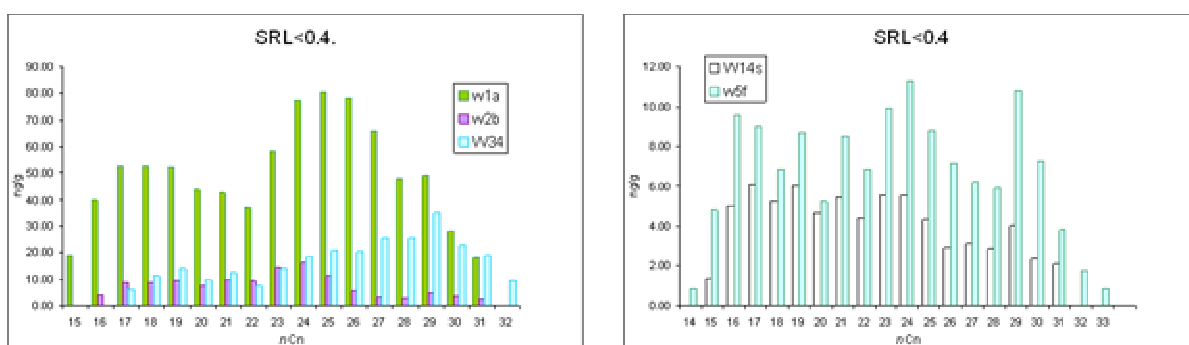 SRL<0.4.
90.00
80.00
70.00
60.00
50.00
40.00
30.00
20.00
10.00
0.00
ng/g
w1a
w2b
W34
15 16 17 18 19 20 21 22 23 24 25 26 27 28 29 30 31 32
nCn
SRL<0.4
12.00
10.00
8.00
6.00
4.00
2.00
0.00
ng/g
W14s
w5f
14 15 16 17 18 19 20 21 22 23 24 25 26 27 28 29 30 31 32 33
nCn